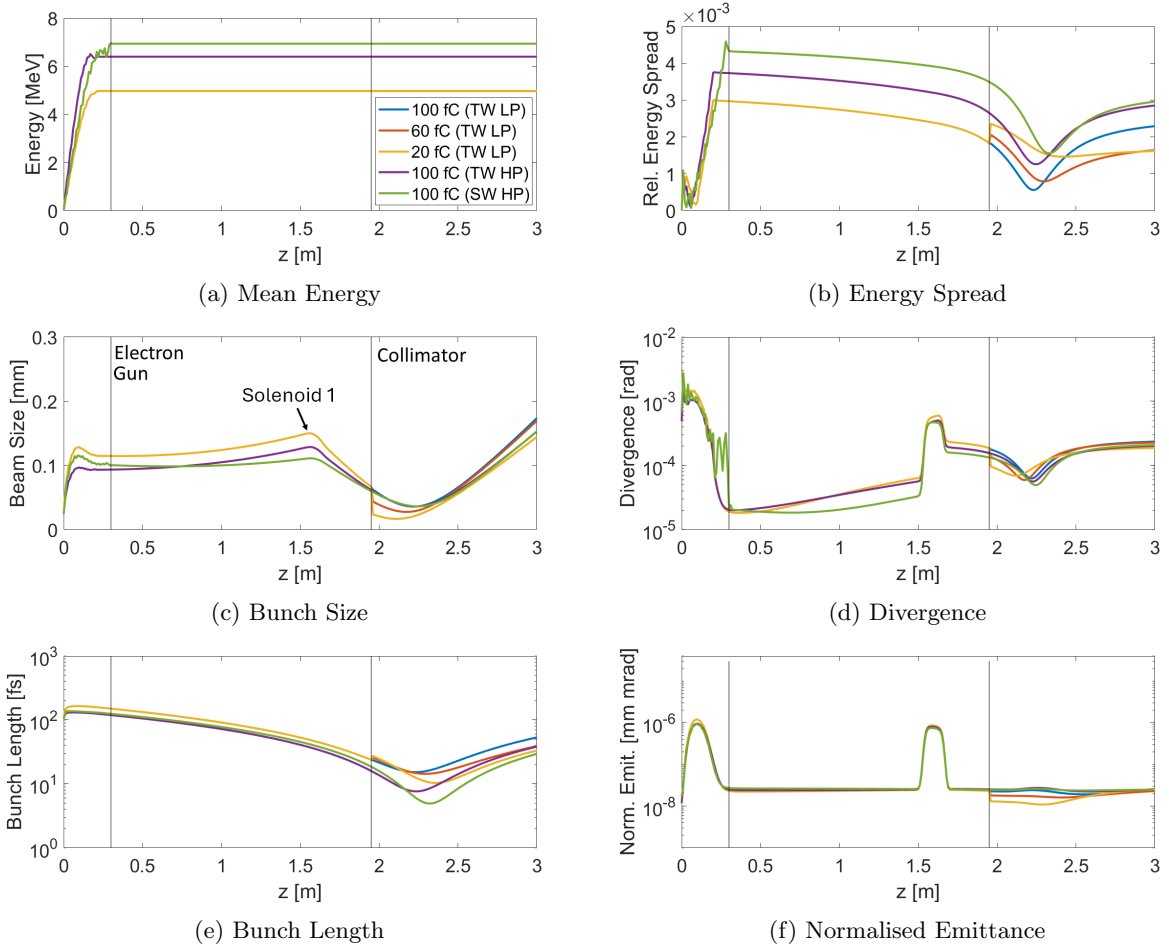 8
6
4
2
0
Energy [MeV]
100 fC (TW LP)
60 fC (TW LP)
20 fC (TW LP)
100 fC (TW HP)
100 fC (SW HP)
0 0.5 1 1.5 2 2.5 3
z [m]
(a) Mean Energy
×10⁻³
5
4
3
2
1
0
Rel. Energy Spread
0 0.5 1 1.5 2 2.5 3
z [m]
(b) Energy Spread
0.3
0.2
0.1
0
Beam Size [mm]
Electron
Gun
Solenoid 1
Collimator
0 0.5 1 1.5 2 2.5 3
z [m]
(c) Bunch Size
10⁻²
10⁻³
10⁻⁴
10⁻⁵
Divergence [rad]
0 0.5 1 1.5 2 2.5 3
z [m]
(d) Divergence
10³
10²
10¹
10⁰
Bunch Length [fs]
0 0.5 1 1.5 2 2.5 3
z [m]
(e) Bunch Length
10⁻⁶
10⁻⁸
Norm. Emit. [mm mrad]
0 0.5 1 1.5 2 2.5 3
z [m]
(f) Normalised Emittance